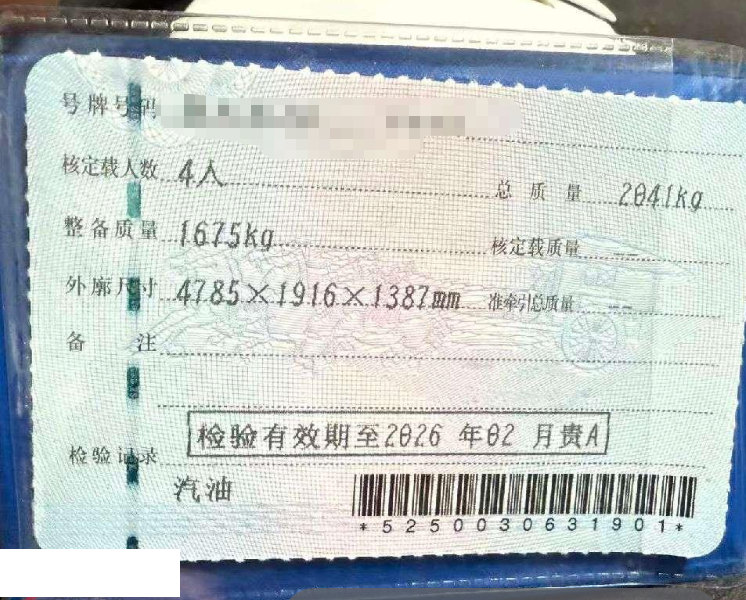 号牌号码
核定载人数 4人 总质量 2041kg
整备质量 1675kg 核定载质量 --
外廓尺寸 4785×1916×1387mm 准牵引总质量 --
备注
检验记录 检验有效期至2026 年02 月贵A
汽油
*5250030631901*